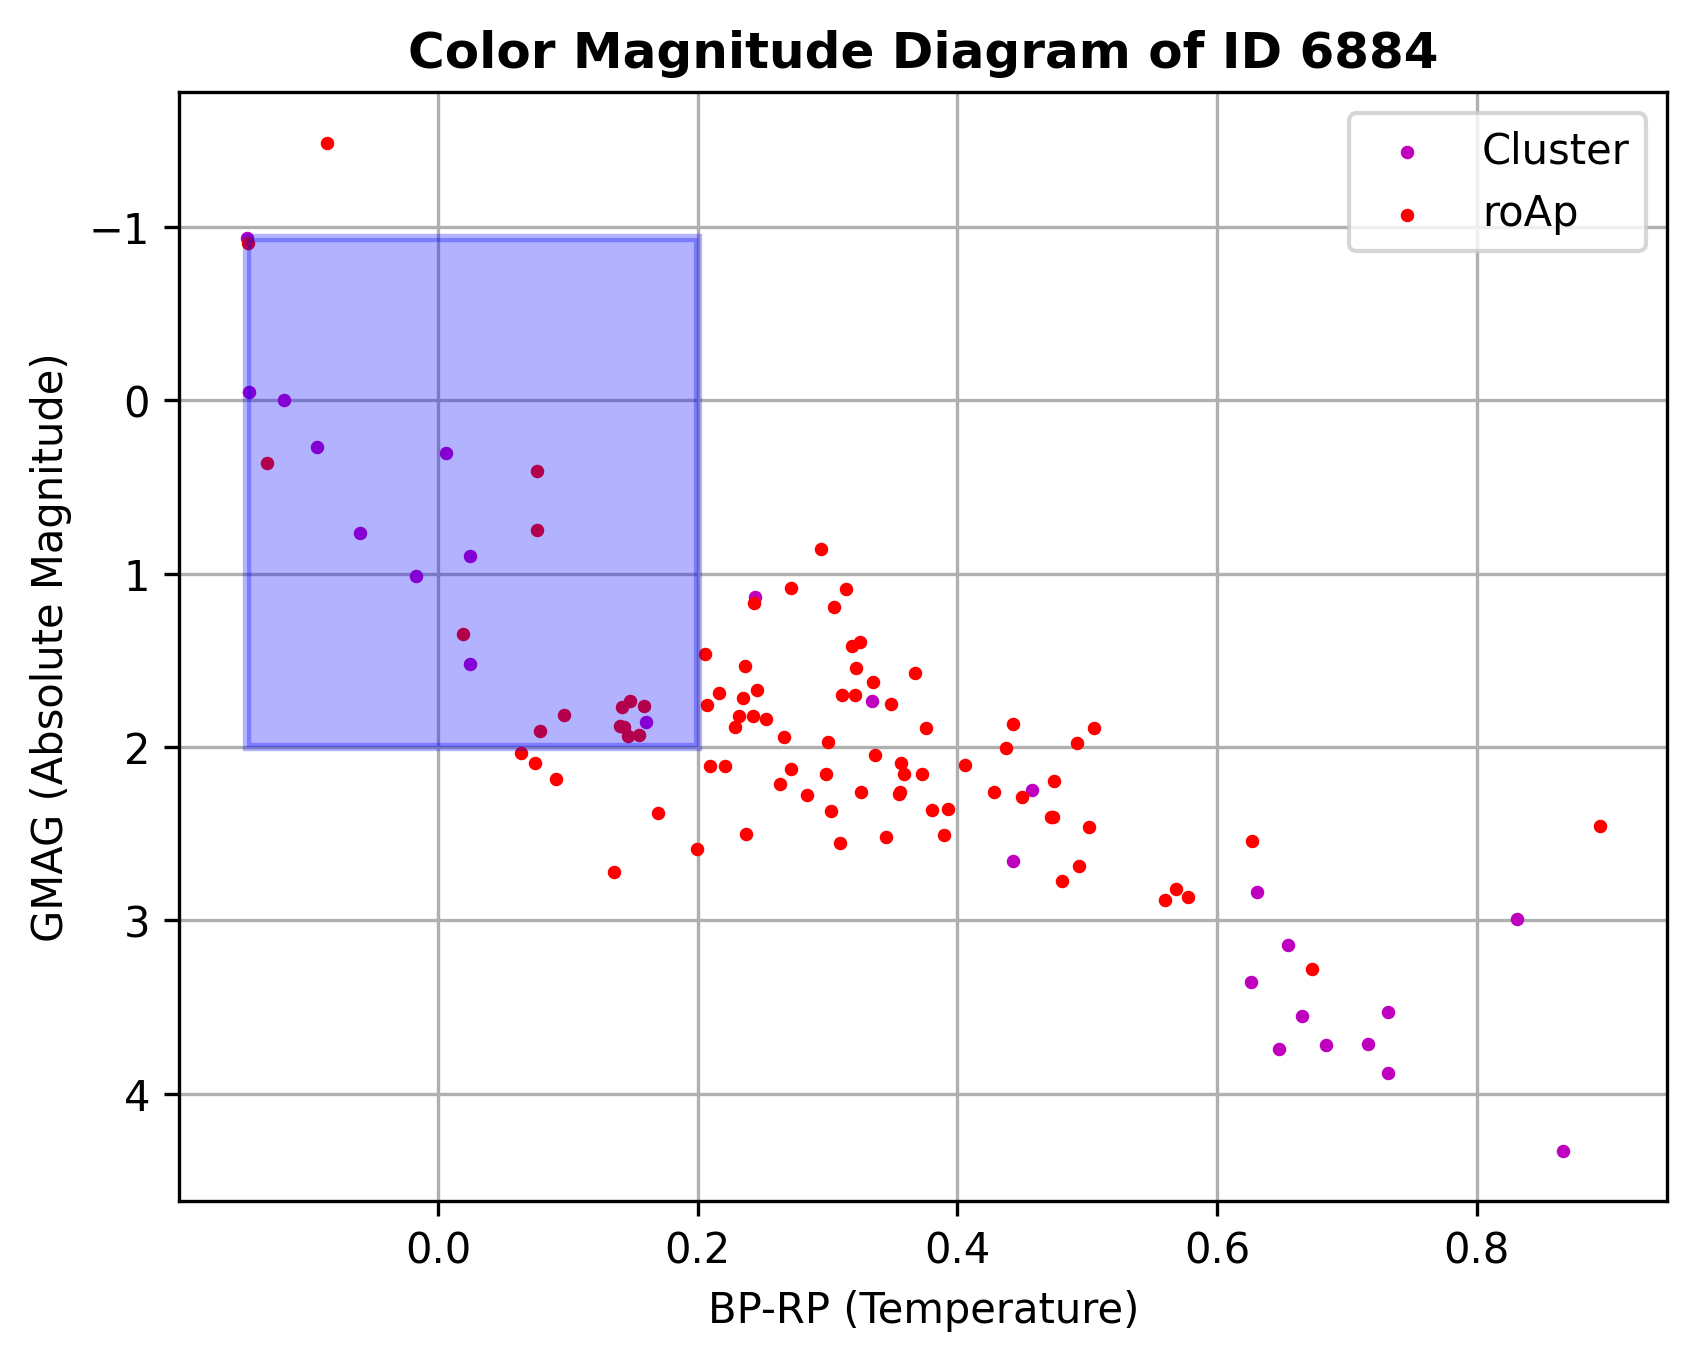 Color Magnitude Diagram of ID 6884
Cluster
roAp
−1
0
1
2
3
4
GMAG (Absolute Magnitude)
0.0 0.2 0.4 0.6 0.8
BP-RP (Temperature)